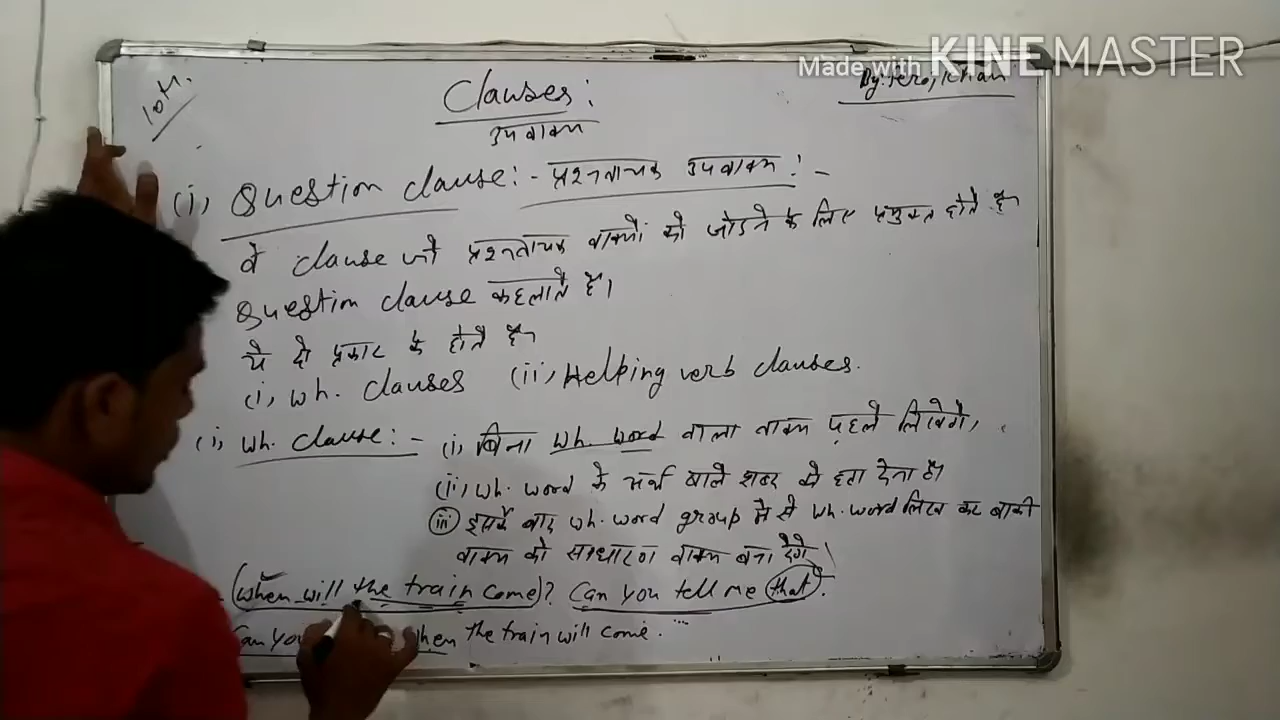 Made with KINEMASTER
10th.
Clauses:
By: Feroj Khan
उपवाक्य
(i) Question clause: - प्रश्नवाचक उपवाक्य : -
वे clause जो प्रश्नवाचक वाक्यों को जोडने के लिए प्रयुक्त होते है
Question clause कहलाते है।
ये दो प्रकार के होते है
(i) wh. clauses (ii) Helping verb clauses.
(i) wh. clause: - (i) बिना wh. word वाला वाक्य पहले लिखेगे,
(ii) wh. word के अर्थ वाले शब्द को हटा देना है।
(iii) इसके बाद wh. word group मे से wh. word लिख कर बाकी
वाक्य को साधारण वाक्य बना देगे
(when will the train come)? Can you tell me that.
Can you when the train will come.